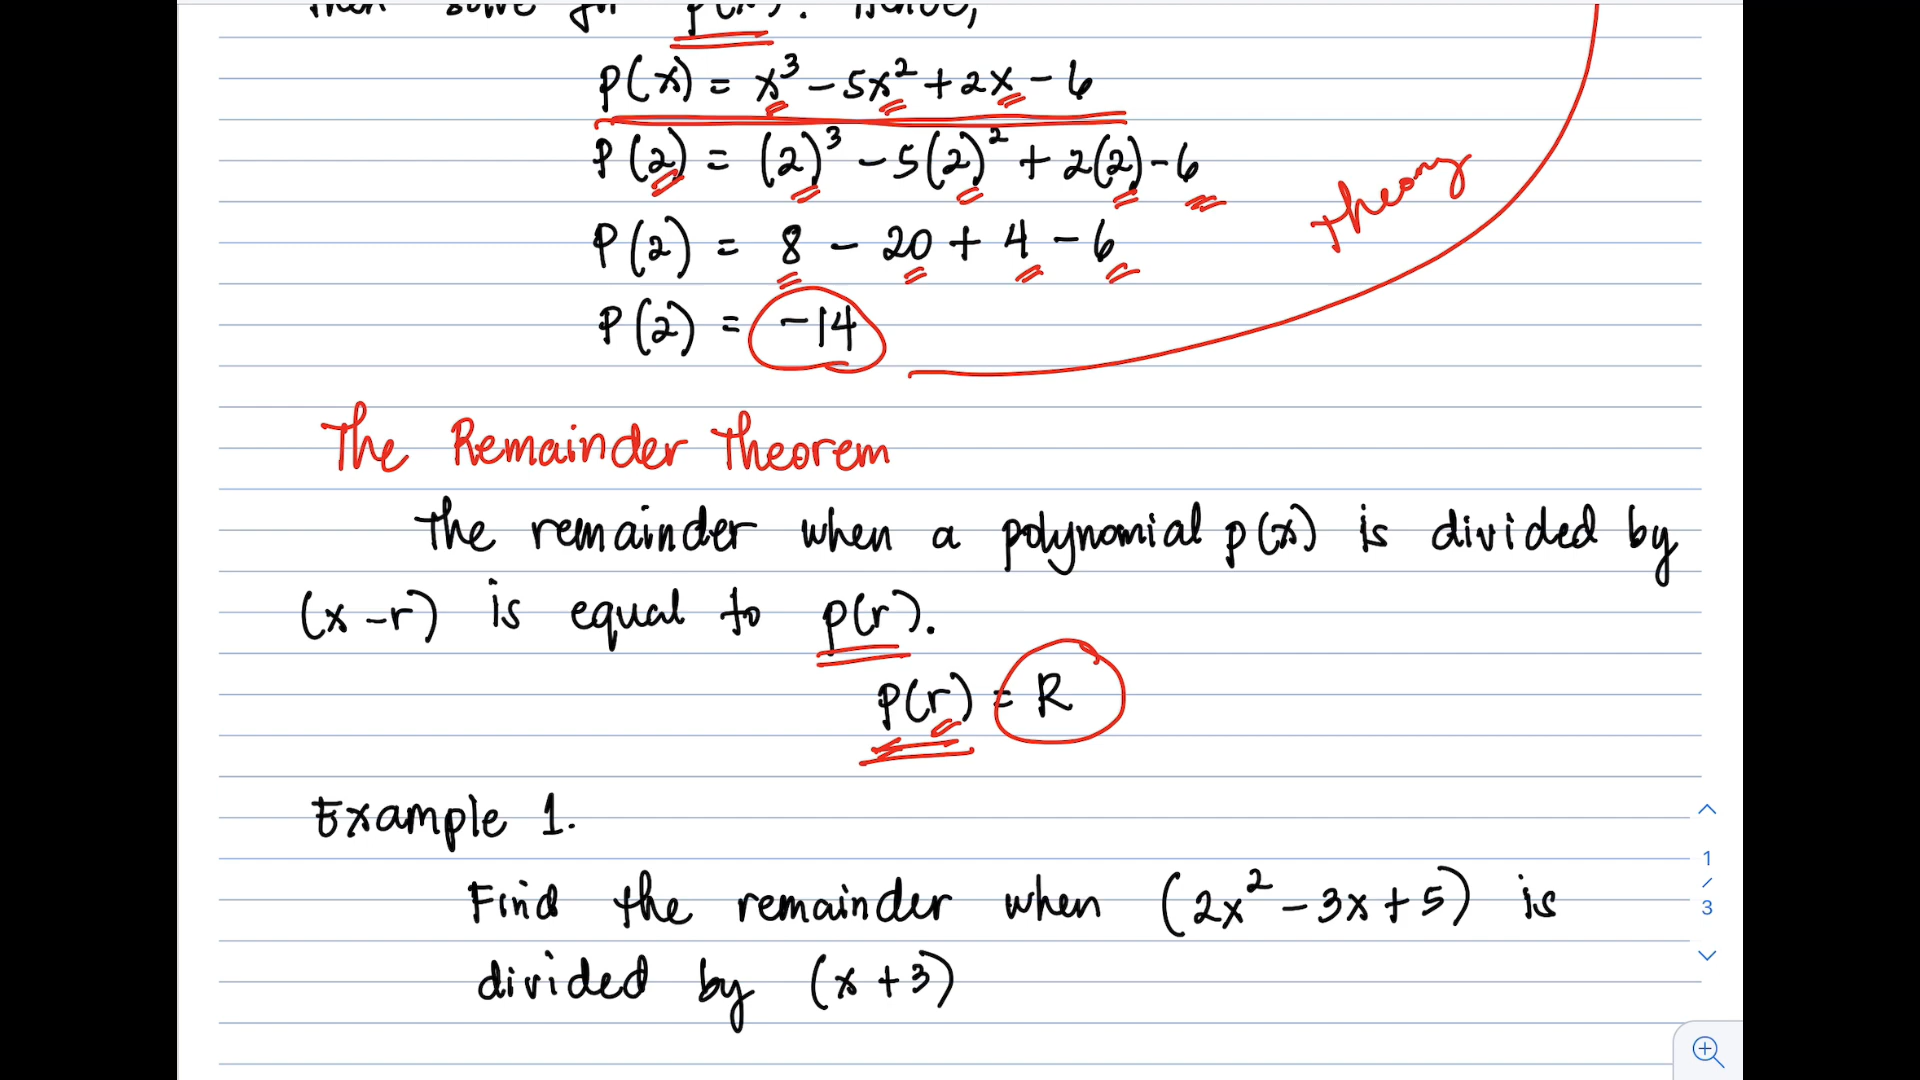 p(x) = x³ - 5x² + 2x - 6
P(2) = (2)³ - 5(2)² + 2(2) - 6
P(2) = 8 - 20 + 4 - 6
P(2) = -14
theory
The Remainder Theorem
The remainder when a polynomial p(x) is divided by
(x - r) is equal to p(r).
p(r) = R
Example 1.
Find the remainder when (2x² - 3x + 5) is
divided by (x + 3)
1
/
3